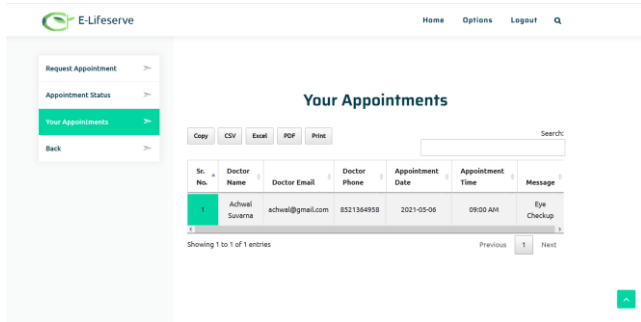 E-Lifeserve
Home Options Logout
Request Appointment
Appointment Status
Your Appointments
Back
Your Appointments
Copy CSV Excel PDF Print
Search:
Sr. No. Doctor Name Doctor Email Doctor Phone Appointment Date Appointment Time Message
1 Achwal Suvarna achwal@gmail.com 8521364958 2021-05-06 09:00 AM Eye Checkup
Showing 1 to 1 of 1 entries
Previous 1 Next